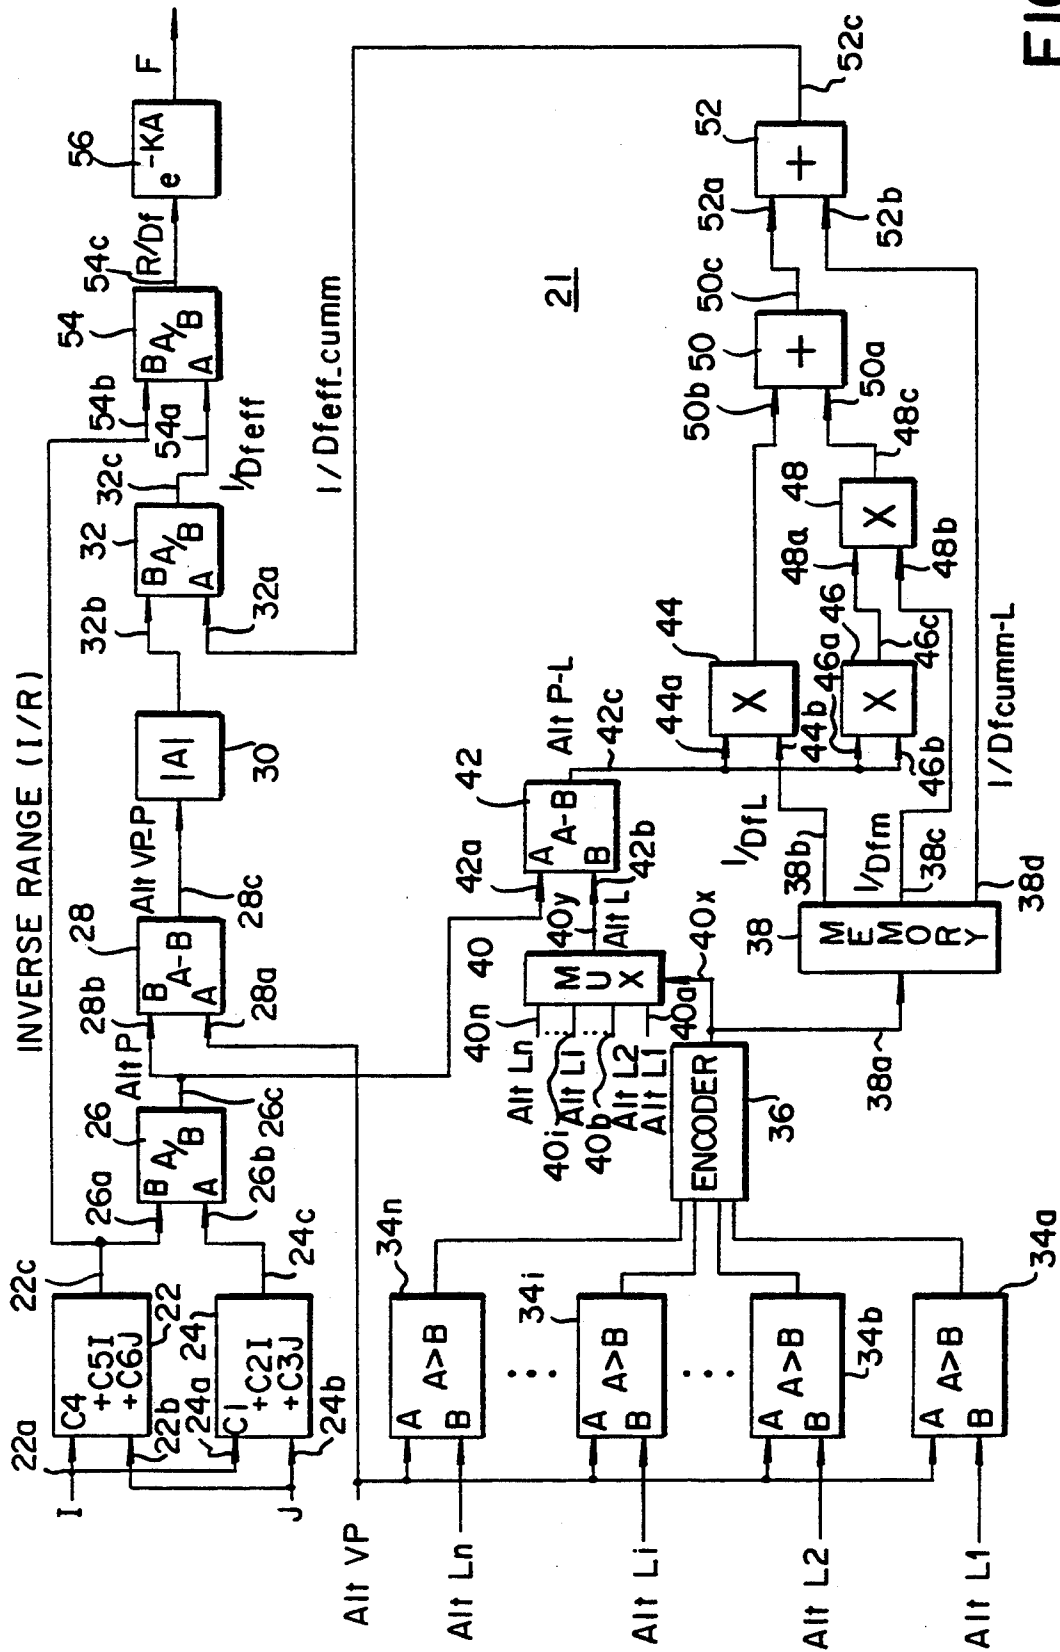 FIG
INVERSE RANGE (I/R)
22a
I
J
22b
24a
24b
C4
+C5I
+C6J
22
22c
C1
+C2I
+C3J
24
24c
26a
26b
B
A/B
A
26
26c
Alt P
28b
28a
B
A-B
A
28
28c
Alt VP-P
|A|
30
32b
32a
B
A/B
A
32
32c
I/Dfeff
54b
54a
B
A/B
A
54
54c
R/Df
e-KA
56
F
I/Dfeff_cumm
21
Alt VP
Alt Ln
Alt Li
Alt L2
Alt L1
A
B
A>B
34n
A
B
A>B
34i
A
B
A>B
34b
A
B
A>B
34a
ENCODER
36
Alt Ln
40n
Alt Li
40i
Alt L2
40b
Alt L1
40a
MUX
40
40x
40y
Alt L
38a
MEMORY
38
38b
I/DfL
38c
I/Dfm
38d
I/Dfcumm-L
42a
42b
A
A-B
B
42
42c
Alt P-L
44a
44b
X
44
46a
46b
X
46
46c
48a
48b
X
48
48c
50b
50a
+
50
50c
52a
52b
+
52
52c